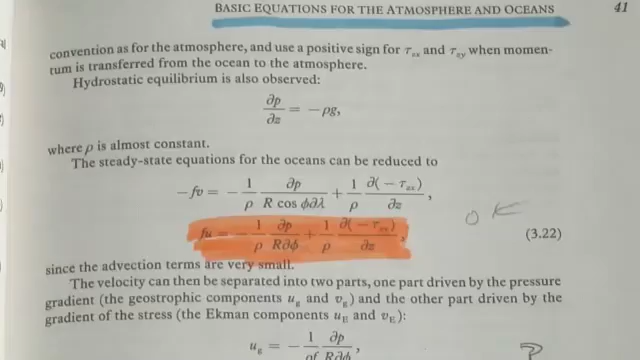 BASIC EQUATIONS FOR THE ATMOSPHERE AND OCEANS 41
convention as for the atmosphere, and use a positive sign for τ_ax and τ_ay when momen-
tum is transferred from the ocean to the atmosphere.
Hydrostatic equilibrium is also observed:
∂p/∂z = −ρg,
where ρ is almost constant.
The steady-state equations for the oceans can be reduced to
−fv = −(1/ρ) ∂p/(R cos ϕ∂λ) + (1/ρ) ∂(−τ_ax)/∂z,
OK
fu = −(1/ρ) ∂p/(R∂ϕ) + (1/ρ) ∂(−τ)/∂z, (3.22)
since the advection terms are very small.
The velocity can then be separated into two parts, one part driven by the pressure
gradient (the geostrophic components u_g and v_g) and the other part driven by the
gradient of the stress (the Ekman components u_E and v_E):
u_g = −(1/ρf) ∂p/(R∂ϕ),
?